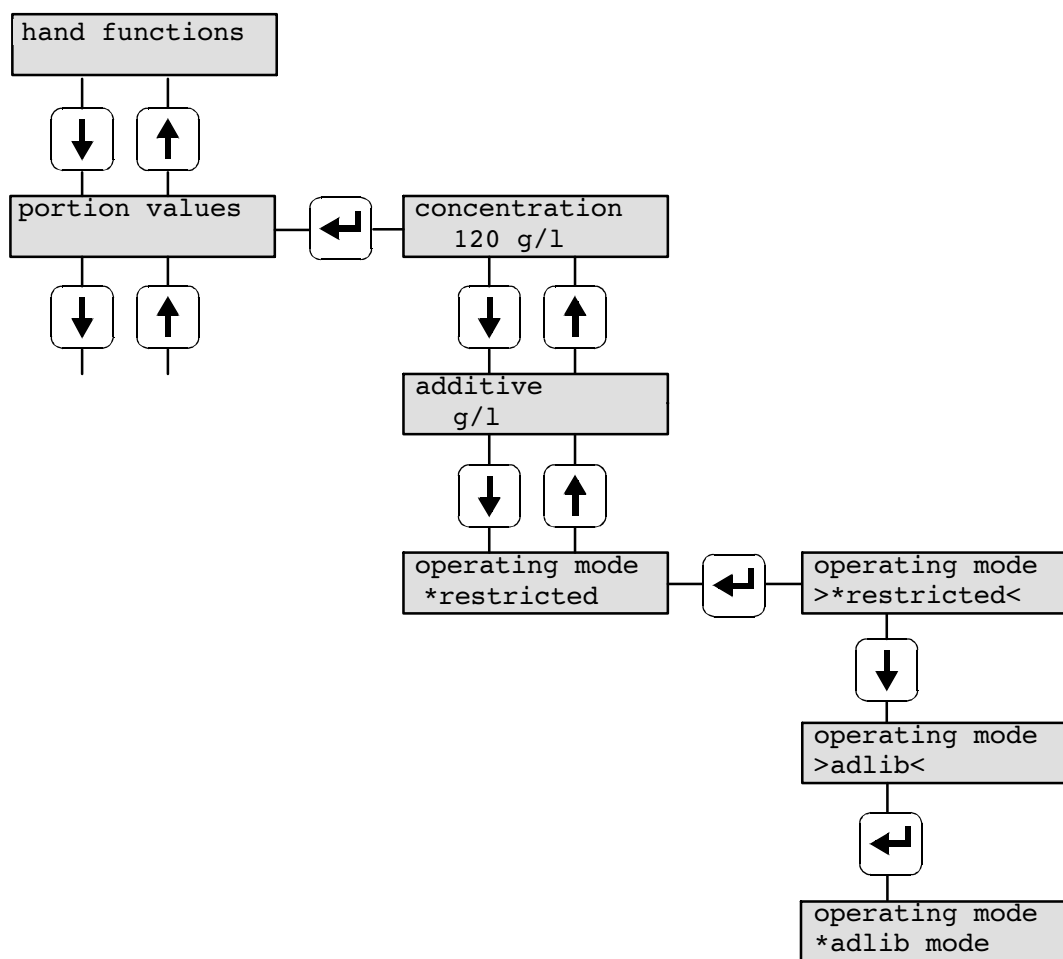 hand functions
portion values
concentration
120 g/l
additive
g/l
operating mode
*restricted
operating mode
>*restricted<
operating mode
>adlib<
operating mode
*adlib mode